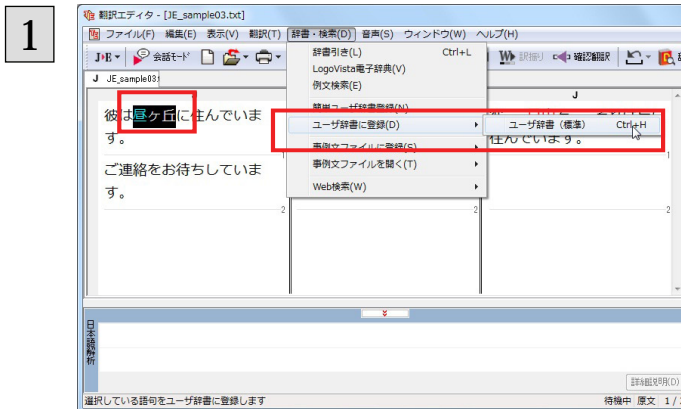 1
翻訳エディタ - [JE_sample03.txt]
ファイル(F) 編集(E) 表示(V) 翻訳(T) 辞書・検索(D) 音声(S) ウィンドウ(W) ヘルプ(H)
J▸E 会話モード 訳振り 確認翻訳
J JE_sample03
辞書引き(L) Ctrl+L
LogoVista電子辞典(V)
例文検索(E)
簡単ユーザ辞書登録(N)
ユーザ辞書に登録(D)
ユーザ辞書（標準） Ctrl+H
事例文ファイルに登録(S)
事例文ファイルを開く(T)
Web検索(W)
J
彼は昼ヶ丘に住んでいま
す。
住んでいます。
1
1
ご連絡をお待ちしていま
す。
2
2
2
日本語解析
詳細説明(O)
選択している語句をユーザ辞書に登録します
待機中 原文 1 /